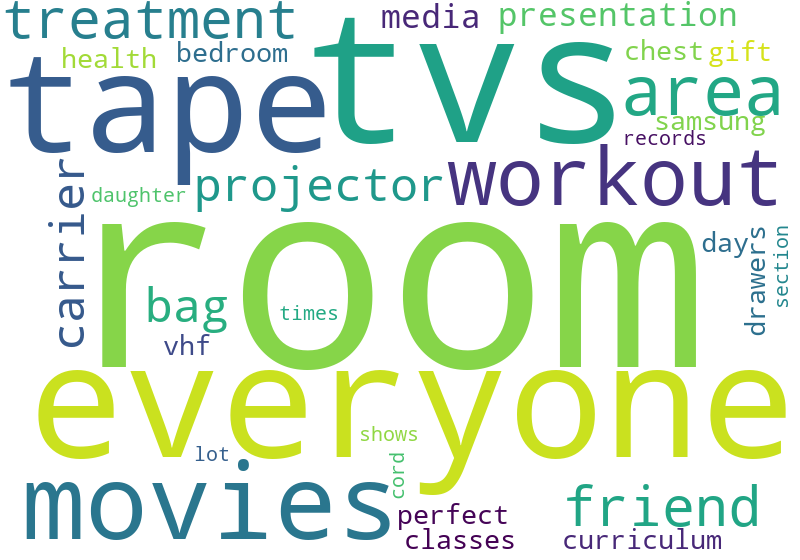 treatment
media
presentation
health
bedroom
tape
tvs
chest
gift
area
samsung
records
carrier
daughter
projector
workout
room
day
drawers
section
bag
times
vhf
everyone
shows
lot
cord
movies
perfect
friend
classes
curriculum